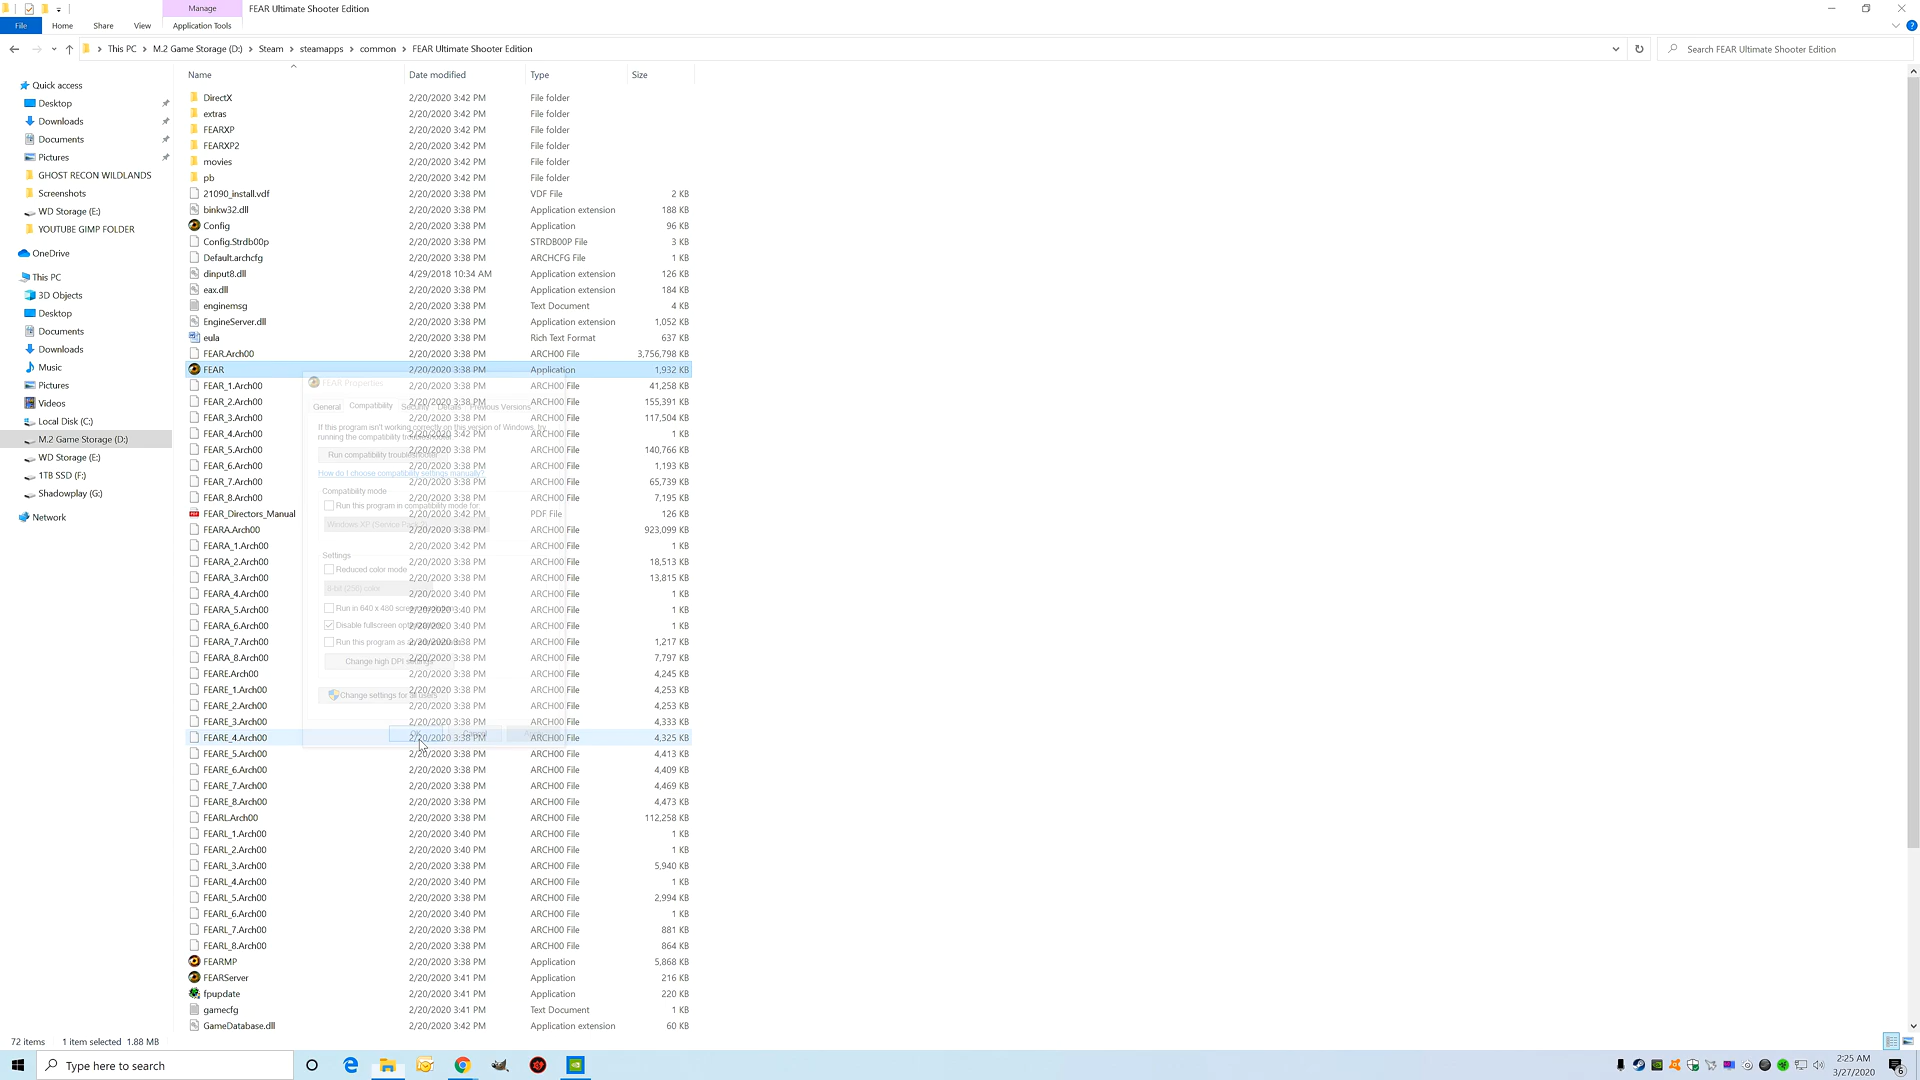 Manage
FEAR Ultimate Shooter Edition
File Home Share View Application Tools
This PC M.2 Game Storage (D:) Steam steamapps common FEAR Ultimate Shooter Edition
Search FEAR Ultimate Shooter Edition
Name Date modified Type Size
Quick access
Desktop
Downloads
Documents
Pictures
GHOST RECON WILDLANDS
Screenshots
WD Storage (E:)
YOUTUBE GIMP FOLDER
OneDrive
This PC
3D Objects
Desktop
Documents
Downloads
Music
Pictures
Videos
Local Disk (C:)
M.2 Game Storage (D:)
WD Storage (E:)
1TB SSD (F:)
Shadowplay (G:)
Network
DirectX 2/20/2020 3:42 PM File folder
extras 2/20/2020 3:42 PM File folder
FEARXP 2/20/2020 3:42 PM File folder
FEARXP2 2/20/2020 3:42 PM File folder
movies 2/20/2020 3:42 PM File folder
pb 2/20/2020 3:42 PM File folder
21090_install.vdf 2/20/2020 3:38 PM VDF File 2 KB
binkw32.dll 2/20/2020 3:38 PM Application extension 188 KB
Config 2/20/2020 3:38 PM Application 96 KB
Config.Strdb00p 2/20/2020 3:38 PM STRDB00P File 3 KB
Default.archcfg 2/20/2020 3:38 PM ARCHCFG File 1 KB
dinput8.dll 4/29/2018 10:34 AM Application extension 126 KB
eax.dll 2/20/2020 3:38 PM Application extension 184 KB
enginemsg 2/20/2020 3:38 PM Text Document 4 KB
EngineServer.dll 2/20/2020 3:38 PM Application extension 1,052 KB
eula 2/20/2020 3:38 PM Rich Text Format 637 KB
FEAR.Arch00 2/20/2020 3:38 PM ARCH00 File 3,756,798 KB
FEAR 2/20/2020 3:38 PM Application 1,932 KB
FEAR_1.Arch00 2/20/2020 3:38 PM ARCH00 File 41,258 KB
FEAR_2.Arch00 2/20/2020 3:38 PM ARCH00 File 155,391 KB
FEAR_3.Arch00 2/20/2020 3:38 PM ARCH00 File 117,504 KB
FEAR_4.Arch00 2/20/2020 3:42 PM ARCH00 File 1 KB
FEAR_5.Arch00 2/20/2020 3:38 PM ARCH00 File 140,766 KB
FEAR_6.Arch00 2/20/2020 3:38 PM ARCH00 File 1,193 KB
FEAR_7.Arch00 2/20/2020 3:38 PM ARCH00 File 65,739 KB
FEAR_8.Arch00 2/20/2020 3:38 PM ARCH00 File 7,195 KB
FEAR_Directors_Manual 2/20/2020 3:42 PM PDF File 126 KB
FEARA.Arch00 2/20/2020 3:38 PM ARCH00 File 923,099 KB
FEARA_1.Arch00 2/20/2020 3:42 PM ARCH00 File 1 KB
FEARA_2.Arch00 2/20/2020 3:38 PM ARCH00 File 18,513 KB
FEARA_3.Arch00 2/20/2020 3:38 PM ARCH00 File 13,815 KB
FEARA_4.Arch00 2/20/2020 3:40 PM ARCH00 File 1 KB
FEARA_5.Arch00 2/20/2020 3:40 PM ARCH00 File 1 KB
FEARA_6.Arch00 2/20/2020 3:40 PM ARCH00 File 1 KB
FEARA_7.Arch00 2/20/2020 3:38 PM ARCH00 File 1,217 KB
FEARA_8.Arch00 2/20/2020 3:38 PM ARCH00 File 7,797 KB
FEARE.Arch00 2/20/2020 3:38 PM ARCH00 File 4,245 KB
FEARE_1.Arch00 2/20/2020 3:38 PM ARCH00 File 4,253 KB
FEARE_2.Arch00 2/20/2020 3:38 PM ARCH00 File 4,253 KB
FEARE_3.Arch00 2/20/2020 3:38 PM ARCH00 File 4,333 KB
FEARE_4.Arch00 2/20/2020 3:38 PM ARCH00 File 4,325 KB
FEARE_5.Arch00 2/20/2020 3:38 PM ARCH00 File 4,413 KB
FEARE_6.Arch00 2/20/2020 3:38 PM ARCH00 File 4,409 KB
FEARE_7.Arch00 2/20/2020 3:38 PM ARCH00 File 4,469 KB
FEARE_8.Arch00 2/20/2020 3:38 PM ARCH00 File 4,473 KB
FEARL.Arch00 2/20/2020 3:38 PM ARCH00 File 112,258 KB
FEARL_1.Arch00 2/20/2020 3:40 PM ARCH00 File 1 KB
FEARL_2.Arch00 2/20/2020 3:40 PM ARCH00 File 1 KB
FEARL_3.Arch00 2/20/2020 3:38 PM ARCH00 File 5,940 KB
FEARL_4.Arch00 2/20/2020 3:40 PM ARCH00 File 1 KB
FEARL_5.Arch00 2/20/2020 3:38 PM ARCH00 File 2,994 KB
FEARL_6.Arch00 2/20/2020 3:40 PM ARCH00 File 1 KB
FEARL_7.Arch00 2/20/2020 3:38 PM ARCH00 File 881 KB
FEARL_8.Arch00 2/20/2020 3:38 PM ARCH00 File 864 KB
FEARMP 2/20/2020 3:38 PM Application 5,868 KB
FEARServer 2/20/2020 3:41 PM Application 216 KB
fpupdate 2/20/2020 3:41 PM Application 220 KB
gamecfg 2/20/2020 3:41 PM Text Document 1 KB
GameDatabase.dll 2/20/2020 3:42 PM Application extension 60 KB
FEAR Properties
General Compatibility Security Details Previous Versions
If this program isn't working correctly on this version of Windows, try
running the compatibility troubleshooter
Run compatibility troubleshooter
How do I choose compatibility settings manually?
Compatibility mode
Run this program in compatibility mode for:
Windows XP (Service Pack
Settings
Reduced color mode
8-bit (256) color
Run in 640 x 480 screen
Disable fullscreen
Run this program as
Change high DPI settings
Change settings for all users
72 items 1 item selected 1.88 MB
Type here to search
2:25 AM
3/27/2020
6